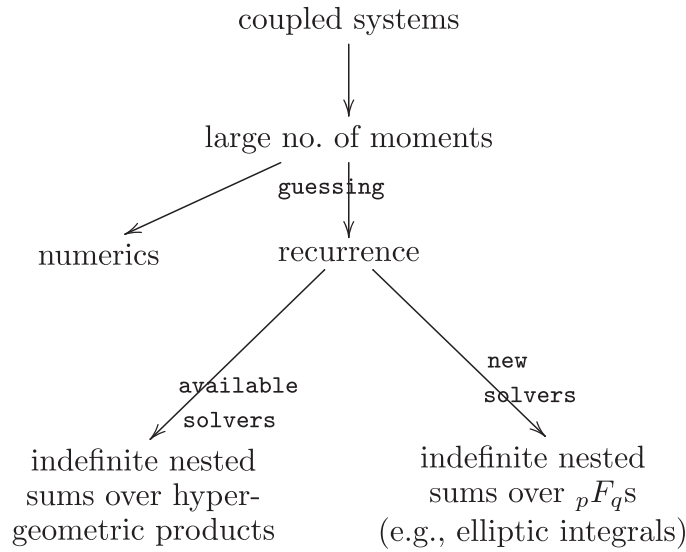 coupled systems
large no. of moments
guessing
numerics
recurrence
available
solvers
new
solvers
indefinite nested
sums over hyper-
geometric products
indefinite nested
sums over pFqs
(e.g., elliptic integrals)